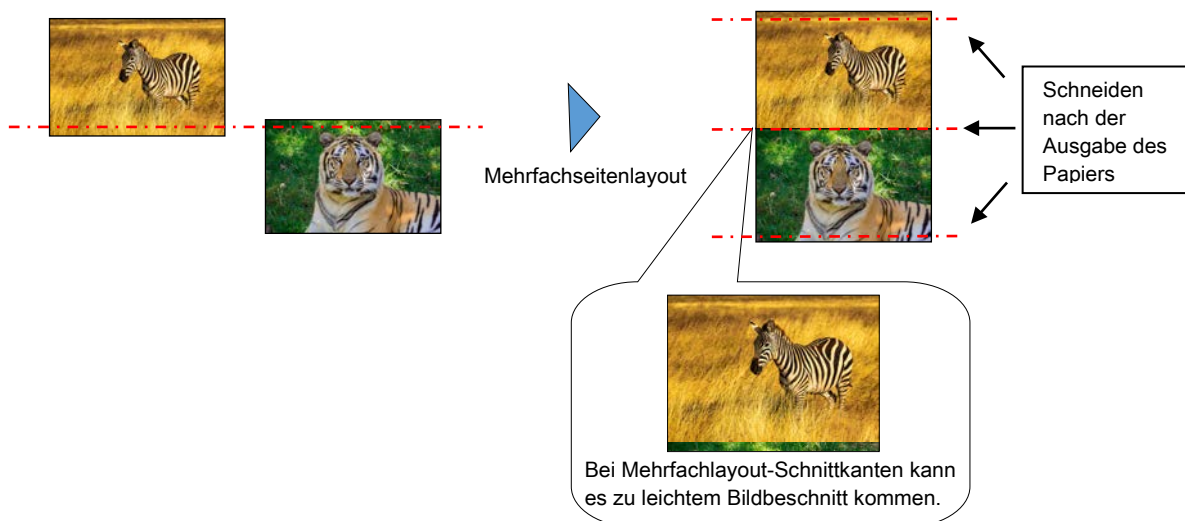 Mehrfachseitenlayout
Schneiden
nach der
Ausgabe des
Papiers
Bei Mehrfachlayout-Schnittkanten kann
es zu leichtem Bildbeschnitt kommen.